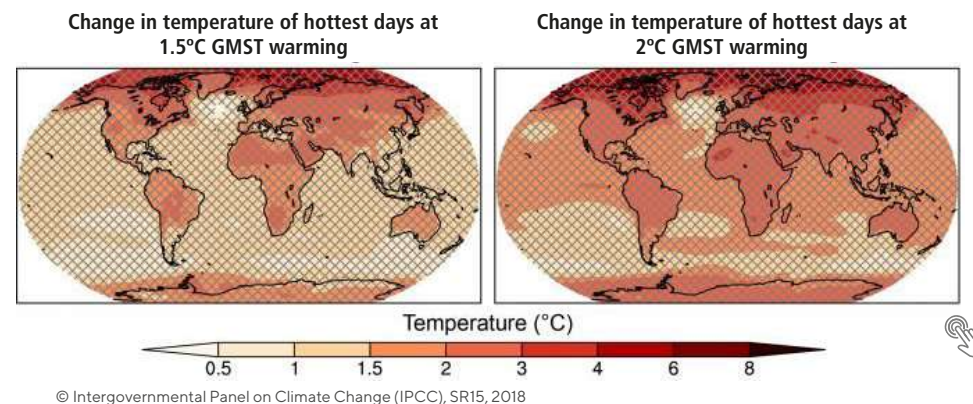 Change in temperature of hottest days at
1.5ºC GMST warming
Change in temperature of hottest days at
2ºC GMST warming
Temperature (°C)
0.5 1 1.5 2 3 4 6 8
© Intergovernmental Panel on Climate Change (IPCC), SR15, 2018